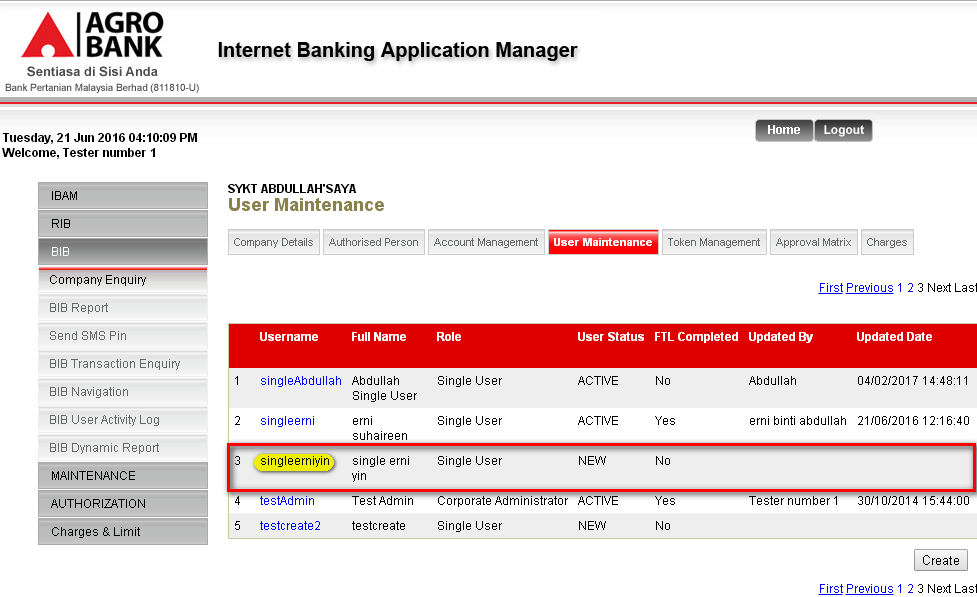 AGRO
BANK
Sentiasa di Sisi Anda
Bank Pertanian Malaysia Berhad (811810-U)
Internet Banking Application Manager
Tuesday, 21 Jun 2016 04:10:09 PM
Welcome, Tester number 1
Home Logout
IBAM
RIB
BIB
Company Enquiry
BIB Report
Send SMS Pin
BIB Transaction Enquiry
BIB Navigation
BIB User Activity Log
BIB Dynamic Report
MAINTENANCE
AUTHORIZATION
Charges & Limit
SYKT ABDULLAH'SAYA
User Maintenance
Company Details Authorised Person Account Management User Maintenance Token Management Approval Matrix Charges
First Previous 1 2 3 Next Last
Username Full Name Role User Status FTL Completed Updated By Updated Date
1 singleAbdullah Abdullah Single User Single User ACTIVE No Abdullah 04/02/2017 14:48:11
2 singleerni erni suhaireen Single User ACTIVE Yes erni binti abdullah 21/06/2016 12:16:40
3 singleerniyin single erni yin Single User NEW No
4 testAdmin Test Admin Corporate Administrator ACTIVE Yes Tester number 1 30/10/2014 15:44:00
5 testcreate2 testcreate Single User NEW No
Create
First Previous 1 2 3 Next Last